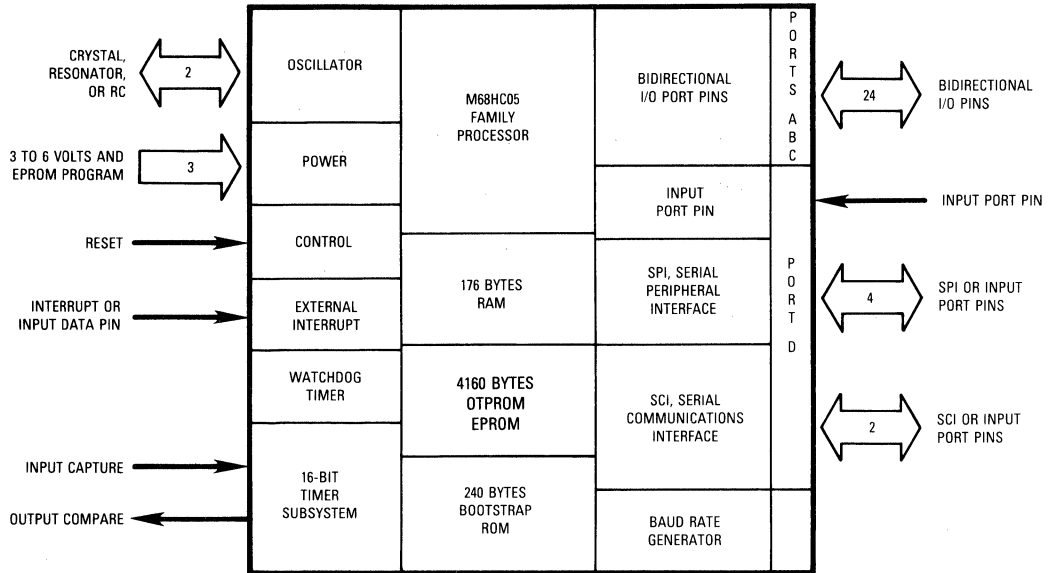 CRYSTAL,
RESONATOR,
OR RC
2
3 TO 6 VOLTS AND
EPROM PROGRAM
3
RESET
INTERRUPT OR
INPUT DATA PIN
INPUT CAPTURE
OUTPUT COMPARE
OSCILLATOR
POWER
CONTROL
EXTERNAL
INTERRUPT
WATCHDOG
TIMER
16-BIT
TIMER
SUBSYSTEM
M68HC05
FAMILY
PROCESSOR
176 BYTES
RAM
4160 BYTES
OTPROM
EPROM
240 BYTES
BOOTSTRAP
ROM
BIDIRECTIONAL
I/O PORT PINS
INPUT
PORT PIN
SPI, SERIAL
PERIPHERAL
INTERFACE
SCI, SERIAL
COMMUNICATIONS
INTERFACE
BAUD RATE
GENERATOR
PORTS ABC
PORT D
24
BIDIRECTIONAL
I/O PINS
INPUT PORT PIN
4
SPI OR INPUT
PORT PINS
2
SCI OR INPUT
PORT PINS